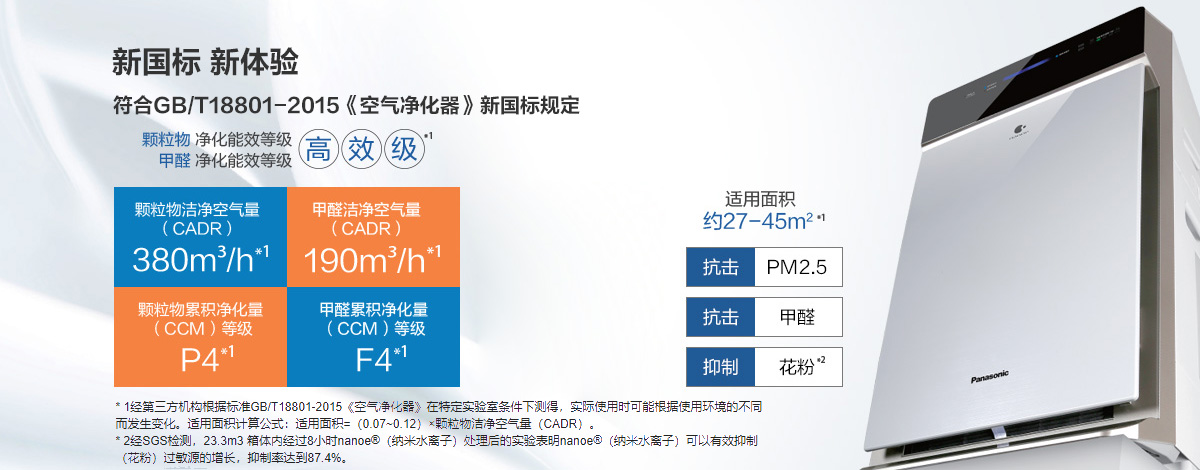 新国标 新体验
符合GB/T18801-2015《空气净化器》新国标规定
颗粒物 净化能效等级
甲醛 净化能效等级
高效级*1
颗粒物洁净空气量
（CADR）
380m³/h*1
甲醛洁净空气量
（CADR）
190m³/h*1
颗粒物累积净化量
（CCM）等级
P4*1
甲醛累积净化量
（CCM）等级
F4*1
适用面积
约27-45m² *1
抗击 PM2.5
抗击 甲醛
抑制 花粉*2
* 1经第三方机构根据标准GB/T18801-2015《空气净化器》在特定实验室条件下测得，实际使用时可能根据使用环境的不同
而发生变化。适用面积计算公式：适用面积=（0.07~0.12）×颗粒物洁净空气量（CADR）。
* 2经SGS检测，23.3m3 箱体内经过8小时nanoe®（纳米水离子）处理后的实验表明nanoe®（纳米水离子）可以有效抑制
（花粉）过敏源的增长，抑制率达到87.4%。
Panasonic